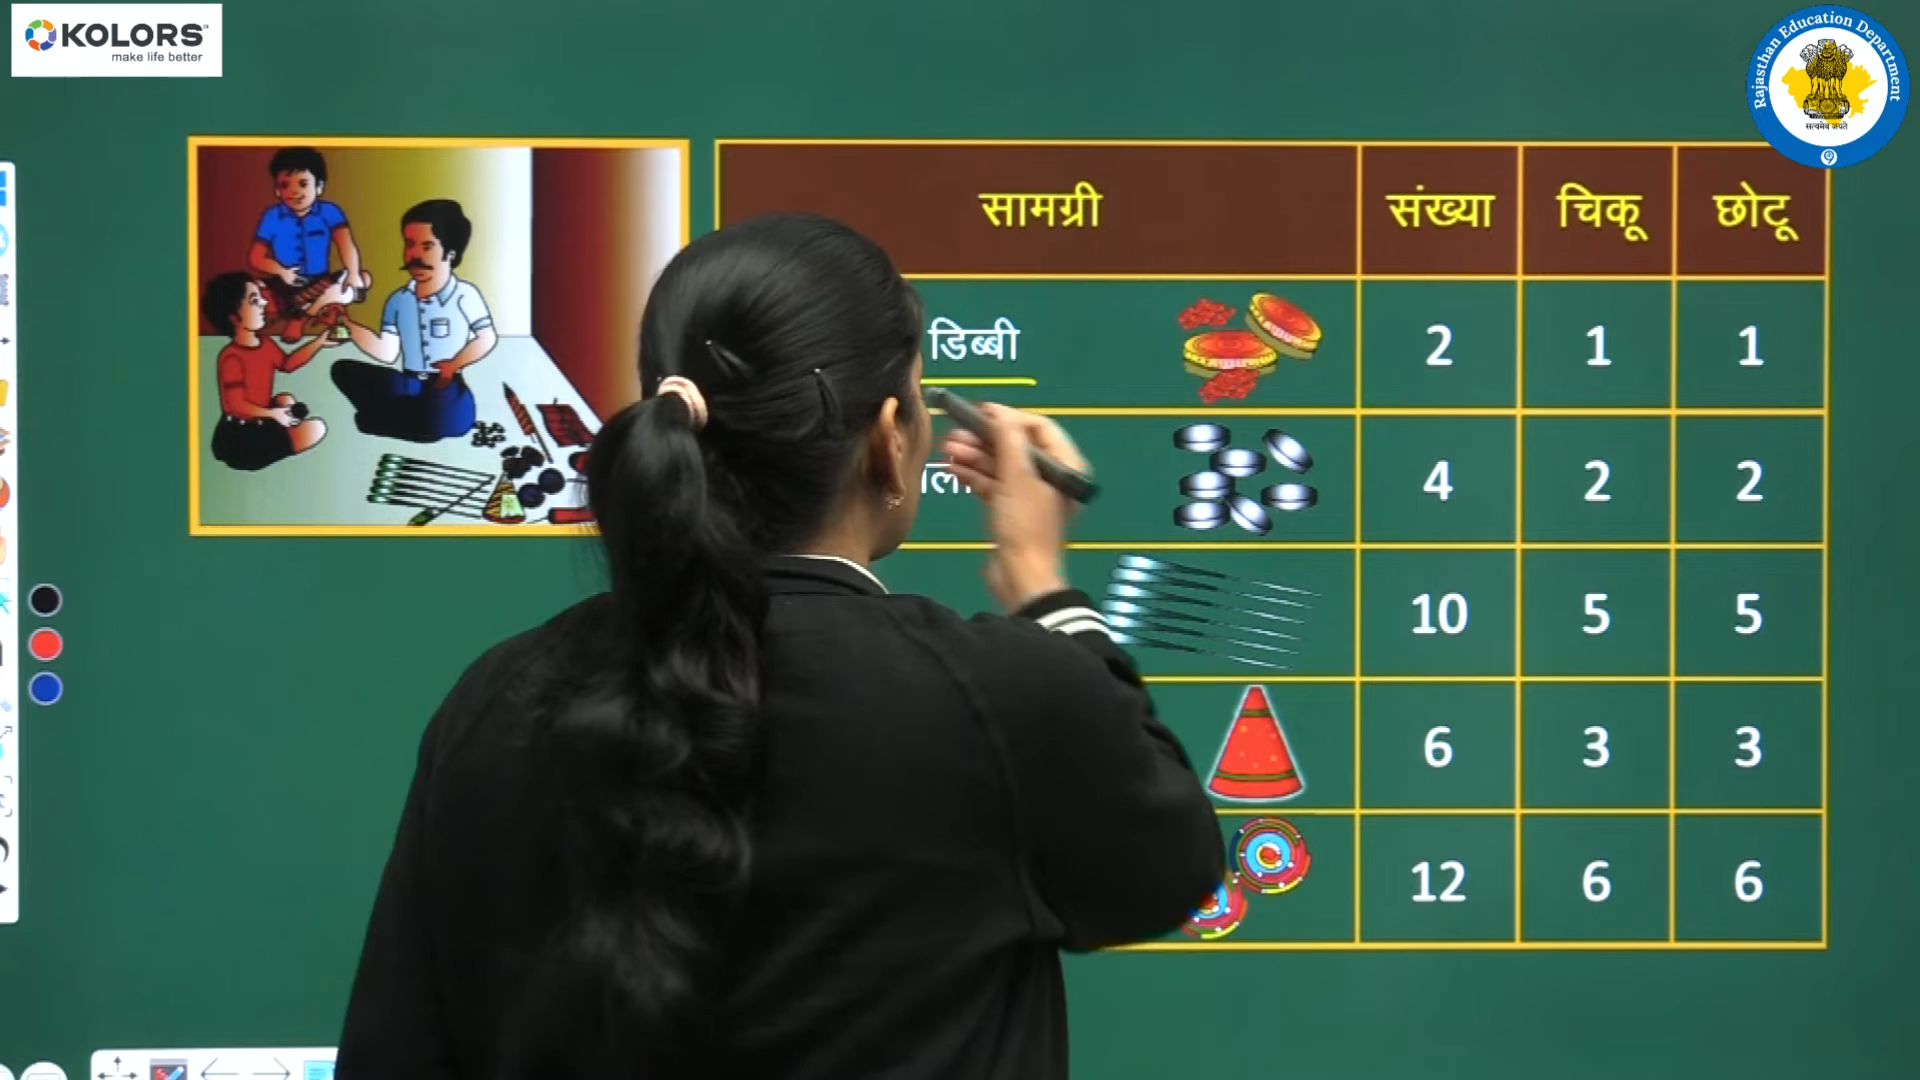 KOLORS
make life better
Rajasthan Education Department
सत्यमेव जयते
सामग्री संख्या चिकू छोटू
डिब्बी 2 1 1
4 2 2
10 5 5
6 3 3
12 6 6